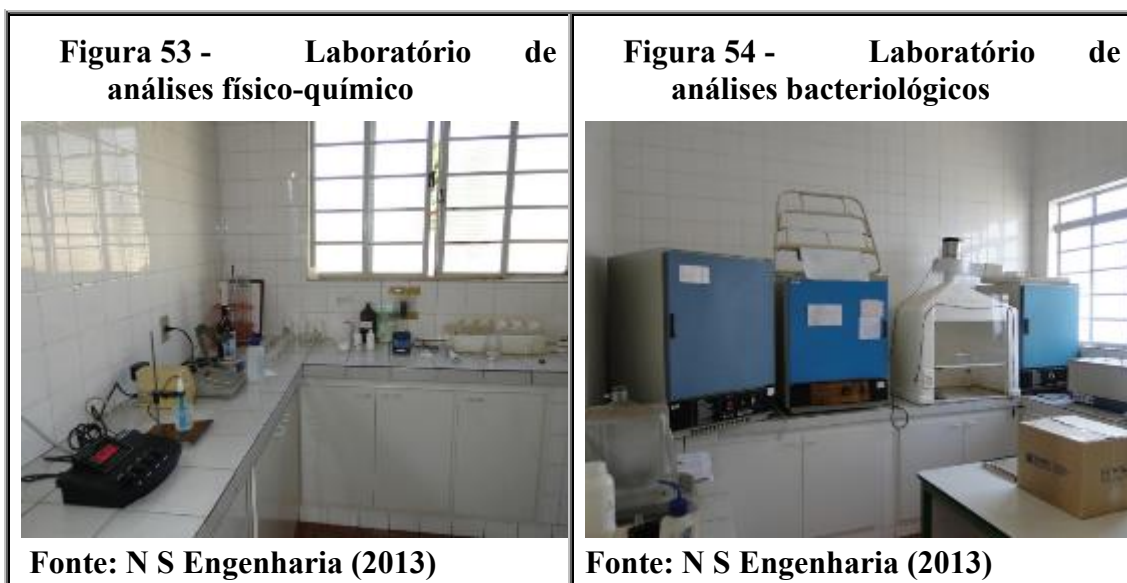 Figura 53 - Laboratório de
análises físico-químico
Fonte: N S Engenharia (2013)
Figura 54 - Laboratório de
análises bacteriológicos
Fonte: N S Engenharia (2013)